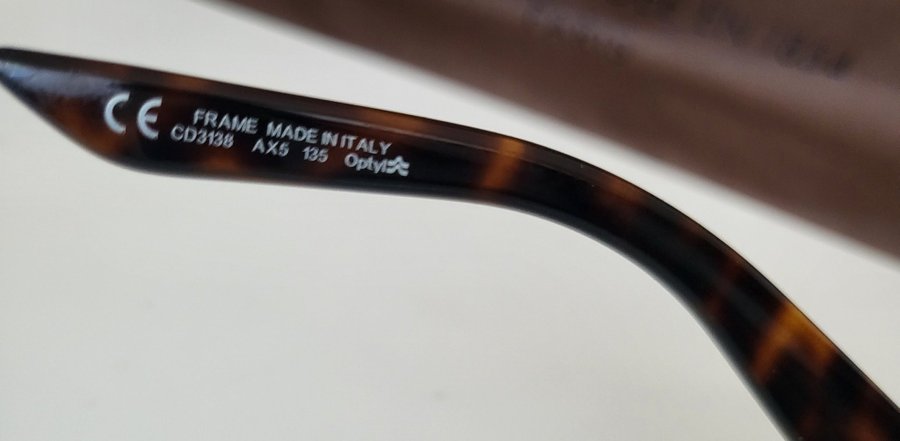 CE FRAME MADE IN ITALY
CD3138 AX5 135 Optyl